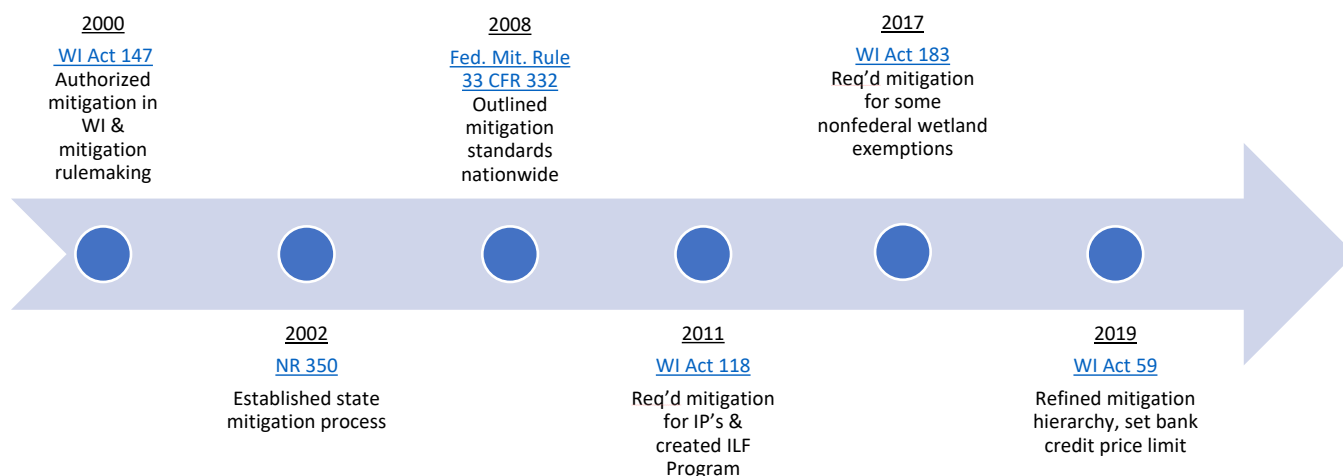 2000
WI Act 147
Authorized
mitigation in
WI &
mitigation
rulemaking
2002
NR 350
Established state
mitigation process
2008
Fed. Mit. Rule
33 CFR 332
Outlined
mitigation
standards
nationwide
2011
WI Act 118
Req’d mitigation
for IP’s &
created ILF
Program
2017
WI Act 183
Req’d mitigation
for some
nonfederal wetland
exemptions
2019
WI Act 59
Refined mitigation
hierarchy, set bank
credit price limit